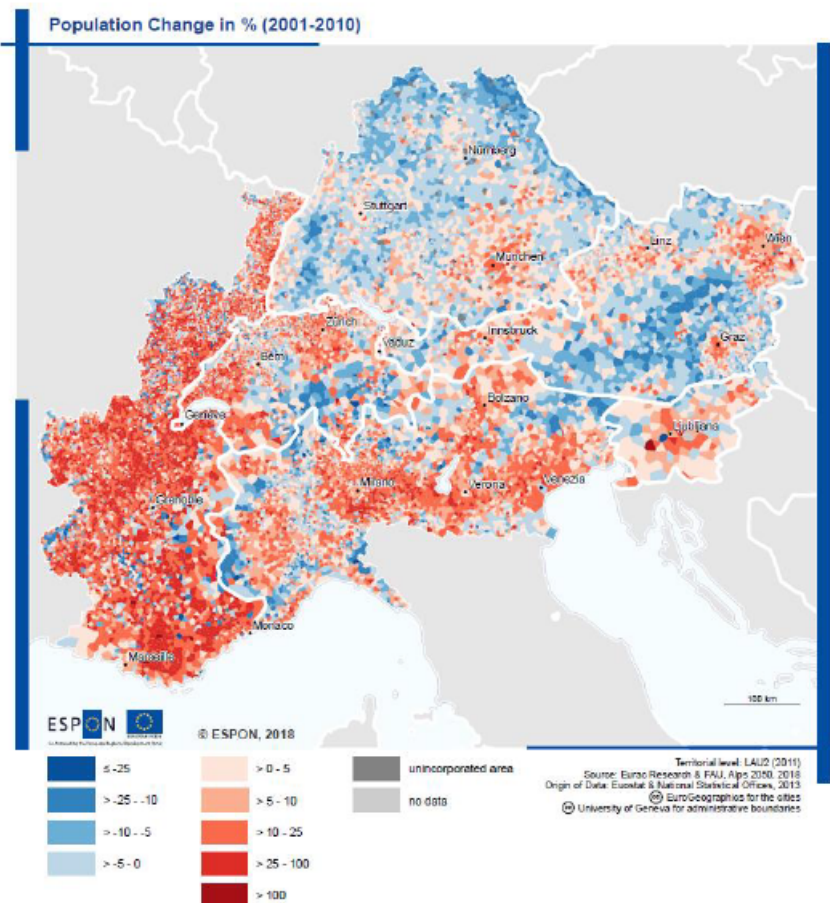 Population Change in % (2001-2010)
Nürnberg
Stuttgart
Linz
Wien
München
Zürich
Innsbruck
Vaduz
Graz
Bern
Bolzano
Genève
Ljubljana
Milano
Verona
Venezia
Grenoble
Monaco
Marseille
100 km
ESPON
© ESPON, 2018
≤ -25
> -25 - -10
> -10 - -5
> -5 - 0
> 0 - 5
> 5 - 10
> 10 - 25
> 25 - 100
> 100
unincorporated area
no data
Territorial level: LAU2 (2011)
Source: Eurac Research & FAU, Alps 2050, 2018
Origin of Data: Eurostat & National Statistical Offices, 2013
EuroGeographics for the cities
University of Geneva for administrative boundaries